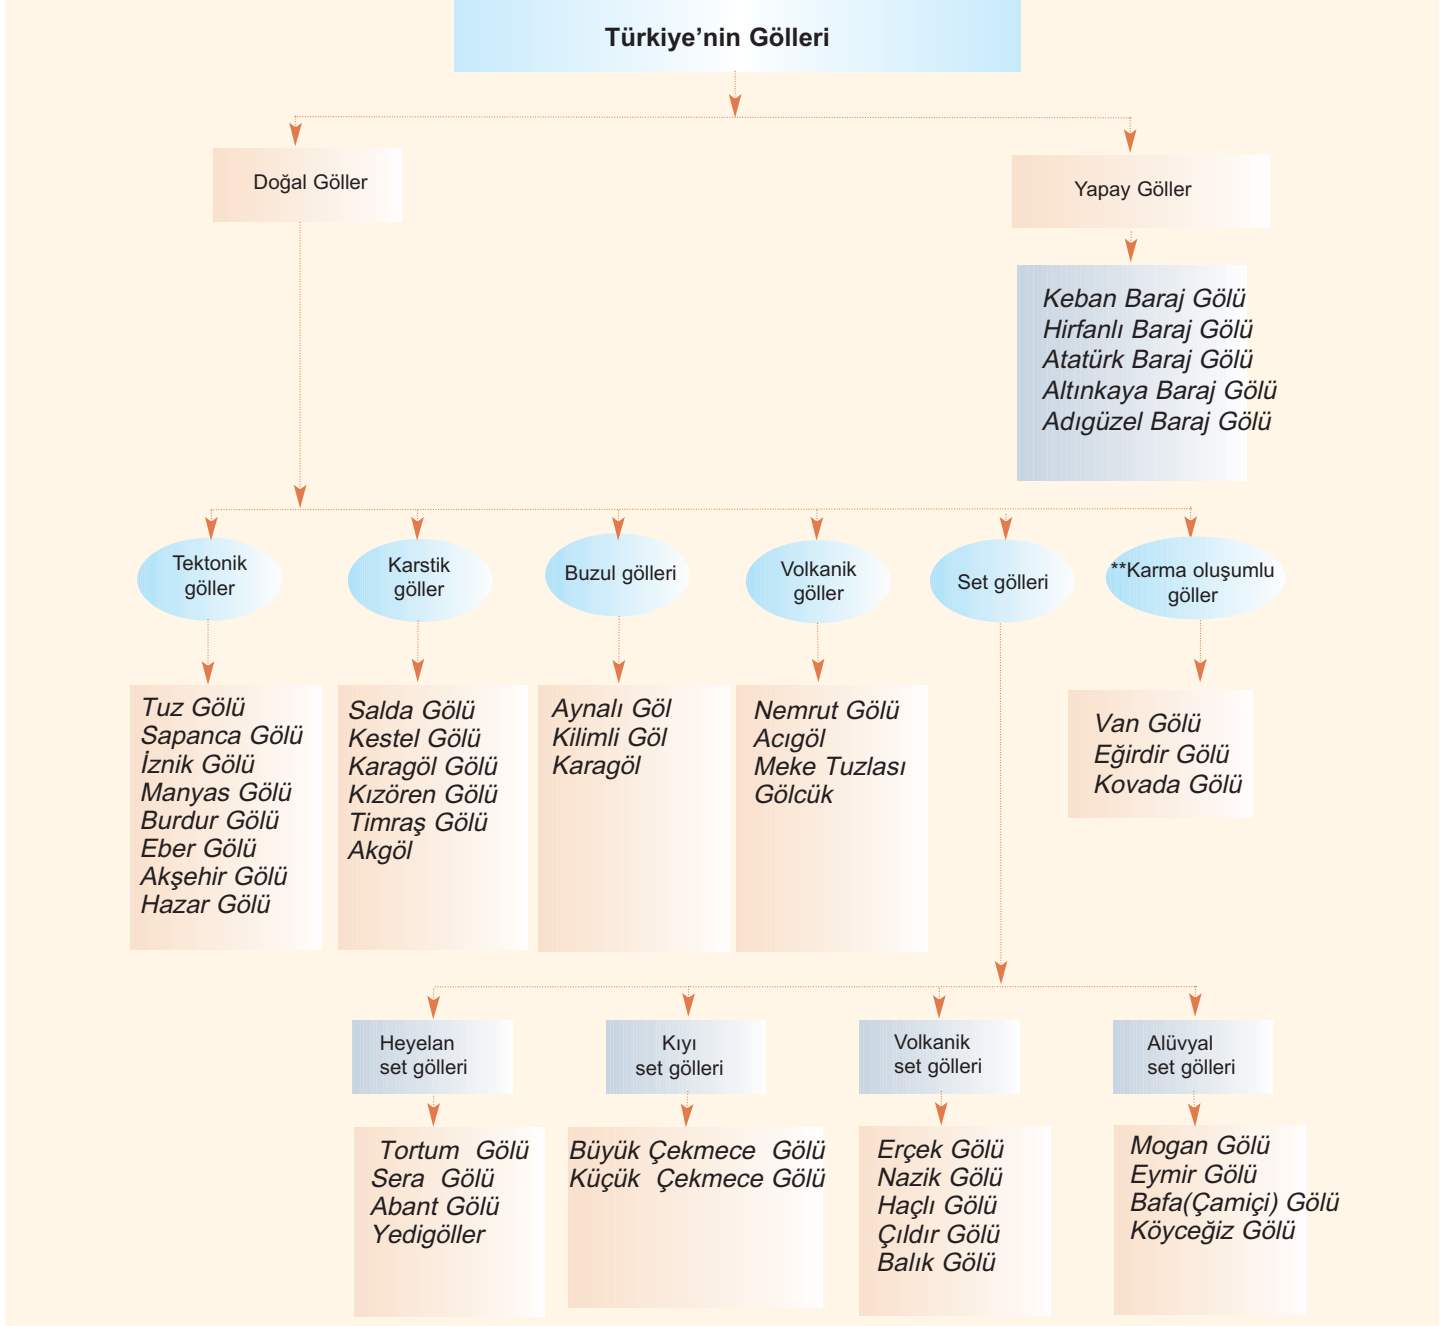 Türkiye'nin Gölleri
Doğal Göller
Yapay Göller
Keban Baraj Gölü
Hirfanlı Baraj Gölü
Atatürk Baraj Gölü
Altınkaya Baraj Gölü
Adıgüzel Baraj Gölü
Tektonik
göller
Karstik
göller
Buzul gölleri
Volkanik
göller
Set gölleri
**Karma oluşumlu
göller
Tuz Gölü
Sapanca Gölü
İznik Gölü
Manyas Gölü
Burdur Gölü
Eber Gölü
Akşehir Gölü
Hazar Gölü
Salda Gölü
Kestel Gölü
Karagöl Gölü
Kızören Gölü
Timraş Gölü
Akgöl
Aynalı Göl
Kilimli Göl
Karagöl
Nemrut Gölü
Acıgöl
Meke Tuzlası
Gölcük
Van Gölü
Eğirdir Gölü
Kovada Gölü
Heyelan
set gölleri
Kıyı
set gölleri
Volkanik
set gölleri
Alüvyal
set gölleri
Tortum Gölü
Sera Gölü
Abant Gölü
Yedigöller
Büyük Çekmece Gölü
Küçük Çekmece Gölü
Erçek Gölü
Nazik Gölü
Haçlı Gölü
Çıldır Gölü
Balık Gölü
Mogan Gölü
Eymir Gölü
Bafa(Çamiçi) Gölü
Köyceğiz Gölü